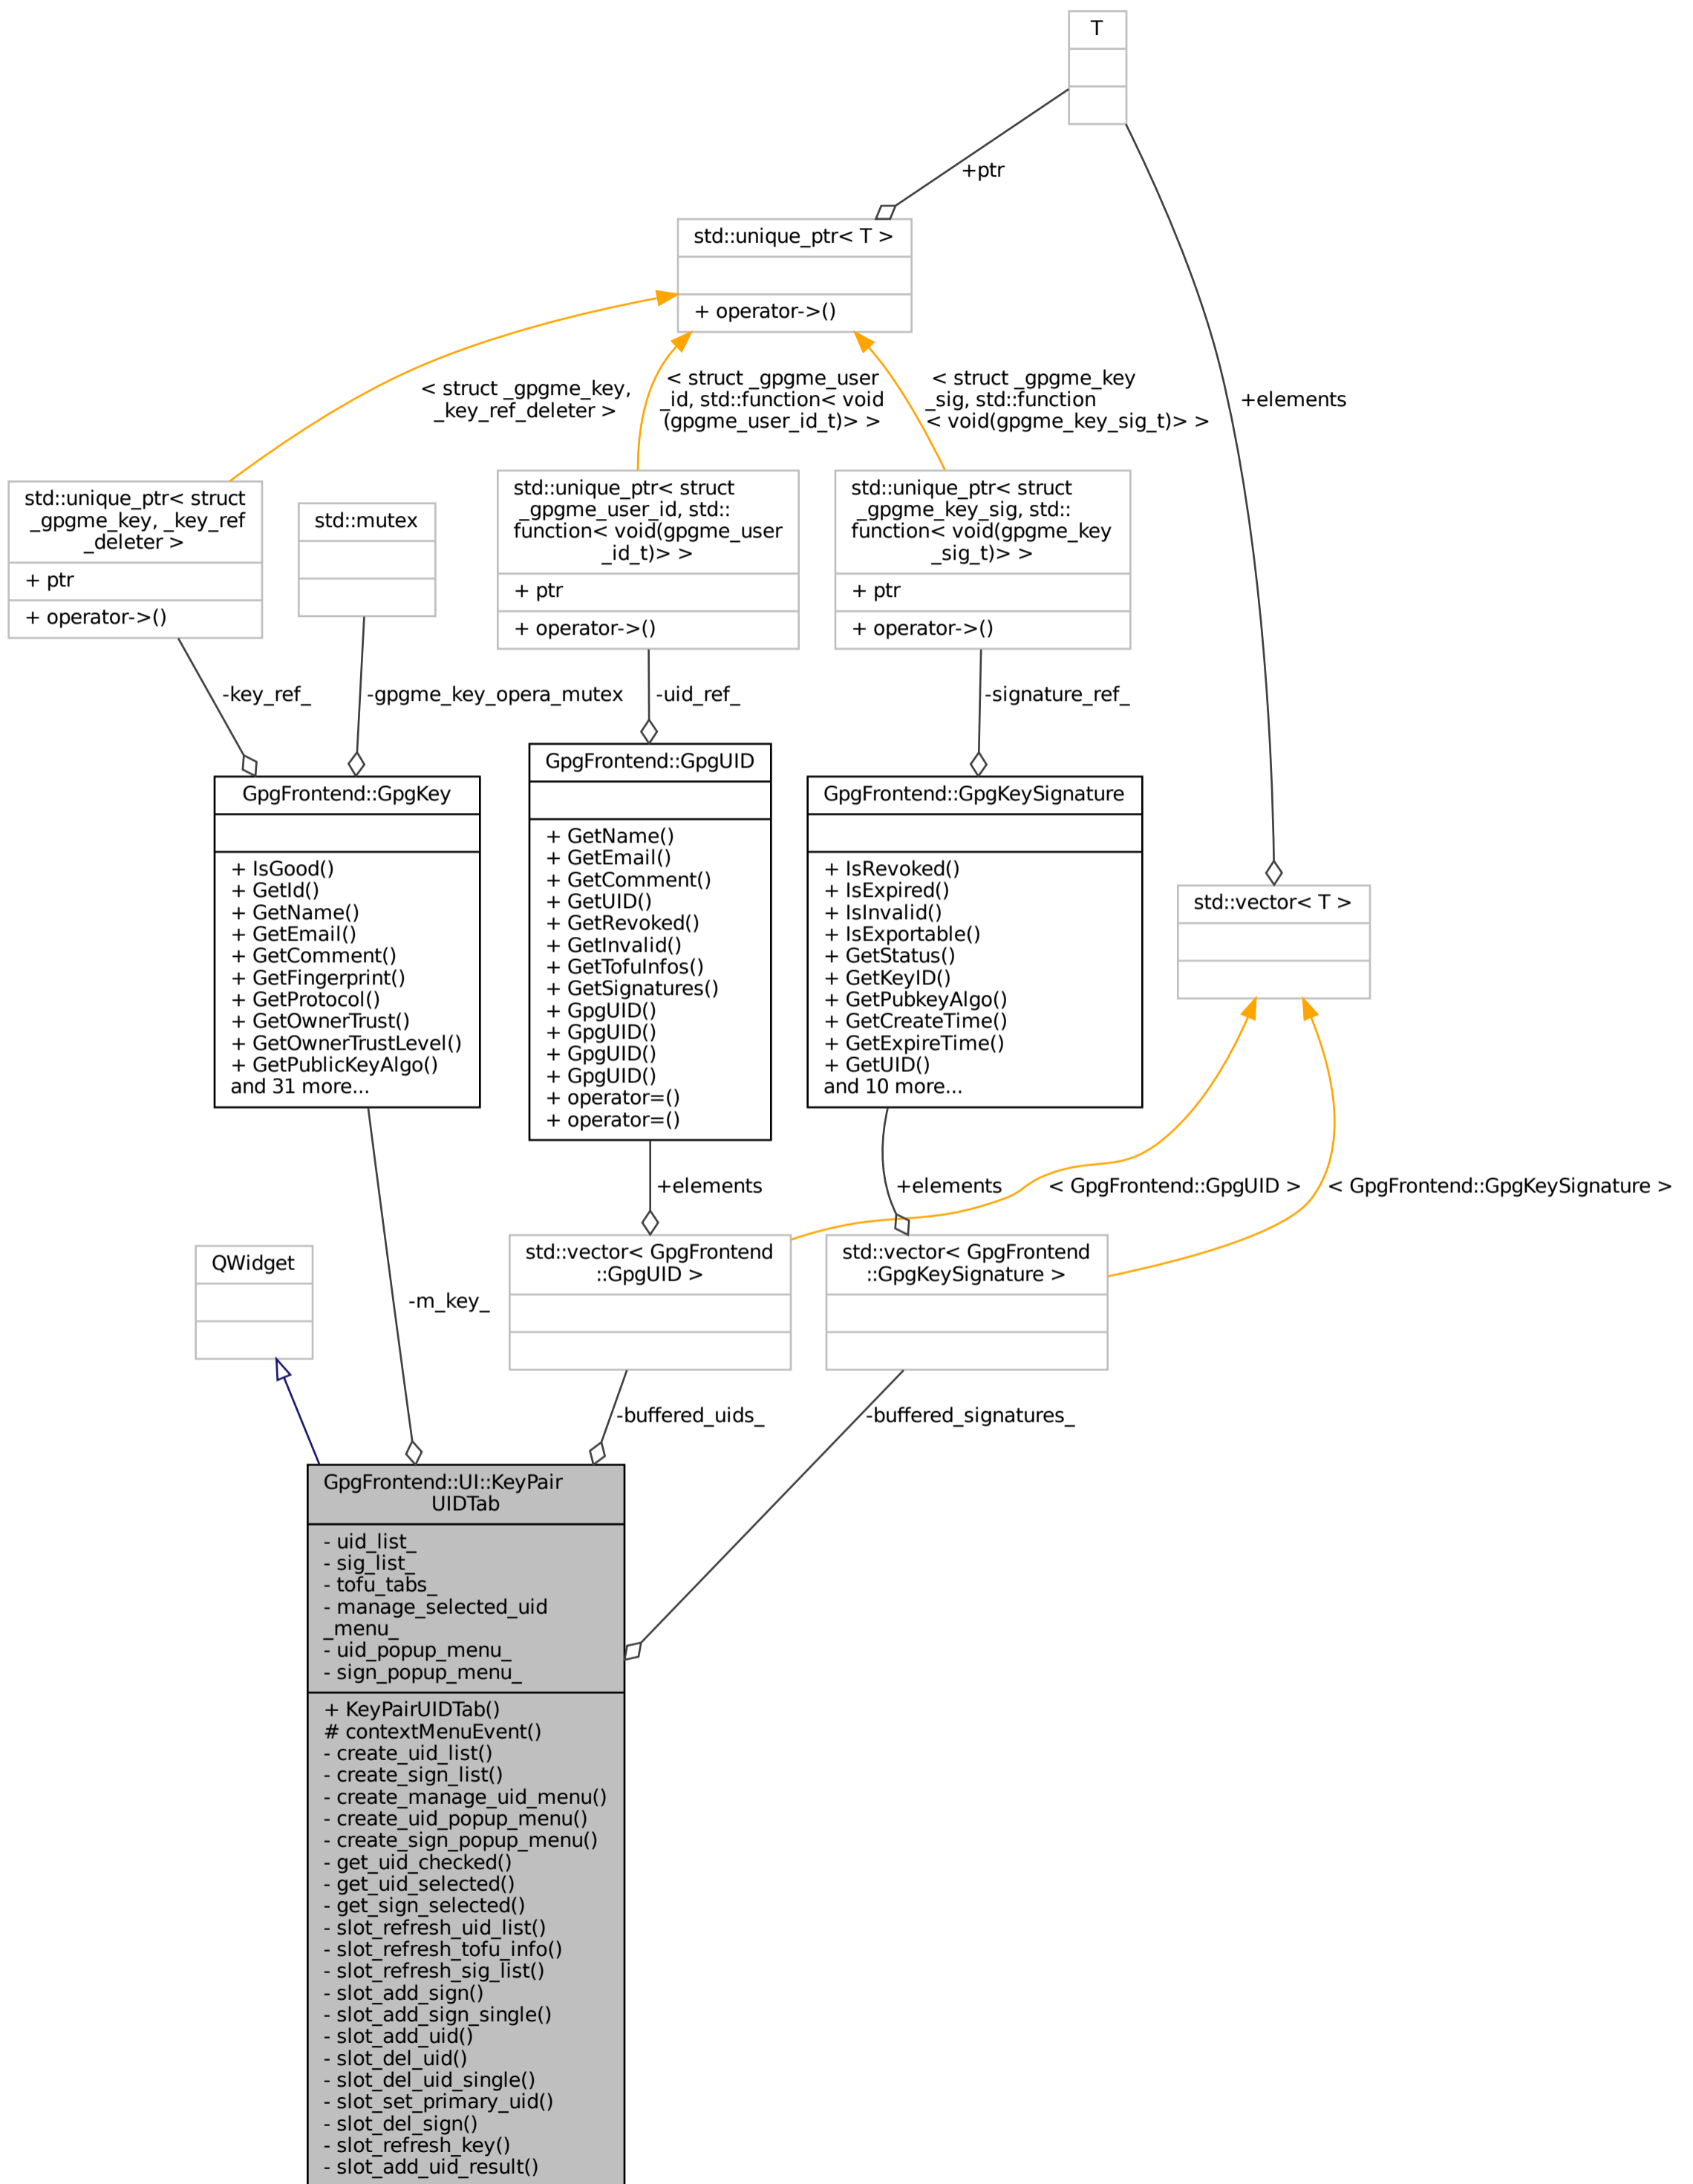 T
+ptr
std::unique_ptr< T >
+ operator->()
< struct _gpgme_key,
_key_ref_deleter >
< struct _gpgme_user
_id, std::function< void
(gpgme_user_id_t)> >
< struct _gpgme_key
_sig, std::function
< void(gpgme_key_sig_t)> >
+elements
std::unique_ptr< struct
_gpgme_key, _key_ref
_deleter >
+ ptr
+ operator->()
std::mutex
std::unique_ptr< struct
_gpgme_user_id, std::
function< void(gpgme_user
_id_t)> >
+ ptr
+ operator->()
std::unique_ptr< struct
_gpgme_key_sig, std::
function< void(gpgme_key
_sig_t)> >
+ ptr
+ operator->()
-key_ref_
-gpgme_key_opera_mutex
-uid_ref_
-signature_ref_
GpgFrontend::GpgKey
+ IsGood()
+ GetId()
+ GetName()
+ GetEmail()
+ GetComment()
+ GetFingerprint()
+ GetProtocol()
+ GetOwnerTrust()
+ GetOwnerTrustLevel()
+ GetPublicKeyAlgo()
and 31 more...
GpgFrontend::GpgUID
+ GetName()
+ GetEmail()
+ GetComment()
+ GetUID()
+ GetRevoked()
+ GetInvalid()
+ GetTofuInfos()
+ GetSignatures()
+ GpgUID()
+ GpgUID()
+ GpgUID()
+ GpgUID()
+ operator=()
+ operator=()
GpgFrontend::GpgKeySignature
+ IsRevoked()
+ IsExpired()
+ IsInvalid()
+ IsExportable()
+ GetStatus()
+ GetKeyID()
+ GetPubkeyAlgo()
+ GetCreateTime()
+ GetExpireTime()
+ GetUID()
and 10 more...
std::vector< T >
+elements
+elements
< GpgFrontend::GpgUID >
< GpgFrontend::GpgKeySignature >
QWidget
-m_key_
std::vector< GpgFrontend
::GpgUID >
std::vector< GpgFrontend
::GpgKeySignature >
-buffered_uids_
-buffered_signatures_
GpgFrontend::UI::KeyPair
UIDTab
- uid_list_
- sig_list_
- tofu_tabs_
- manage_selected_uid
_menu_
- uid_popup_menu_
- sign_popup_menu_
+ KeyPairUIDTab()
# contextMenuEvent()
- create_uid_list()
- create_sign_list()
- create_manage_uid_menu()
- create_uid_popup_menu()
- create_sign_popup_menu()
- get_uid_checked()
- get_uid_selected()
- get_sign_selected()
- slot_refresh_uid_list()
- slot_refresh_tofu_info()
- slot_refresh_sig_list()
- slot_add_sign()
- slot_add_sign_single()
- slot_add_uid()
- slot_del_uid()
- slot_del_uid_single()
- slot_set_primary_uid()
- slot_del_sign()
- slot_refresh_key()
- slot_add_uid_result()